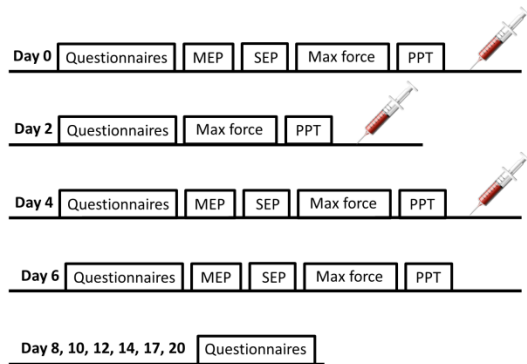 Day 0 Questionnaires MEP SEP Max force PPT
Day 2 Questionnaires Max force PPT
Day 4 Questionnaires MEP SEP Max force PPT
Day 6 Questionnaires MEP SEP Max force PPT
Day 8, 10, 12, 14, 17, 20 Questionnaires